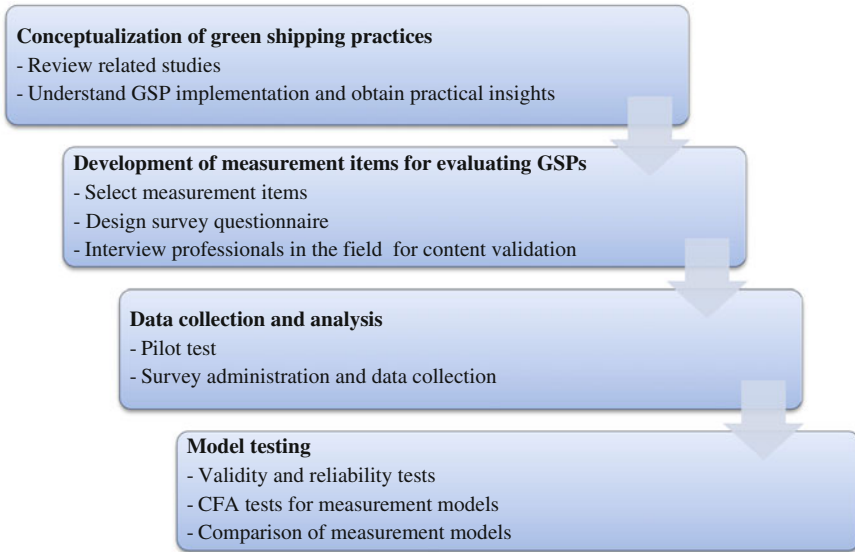 Conceptualization of green shipping practices
- Review related studies
- Understand GSP implementation and obtain practical insights
Development of measurement items for evaluating GSPs
- Select measurement items
- Design survey questionnaire
- Interview professionals in the field for content validation
Data collection and analysis
- Pilot test
- Survey administration and data collection
Model testing
- Validity and reliability tests
- CFA tests for measurement models
- Comparison of measurement models